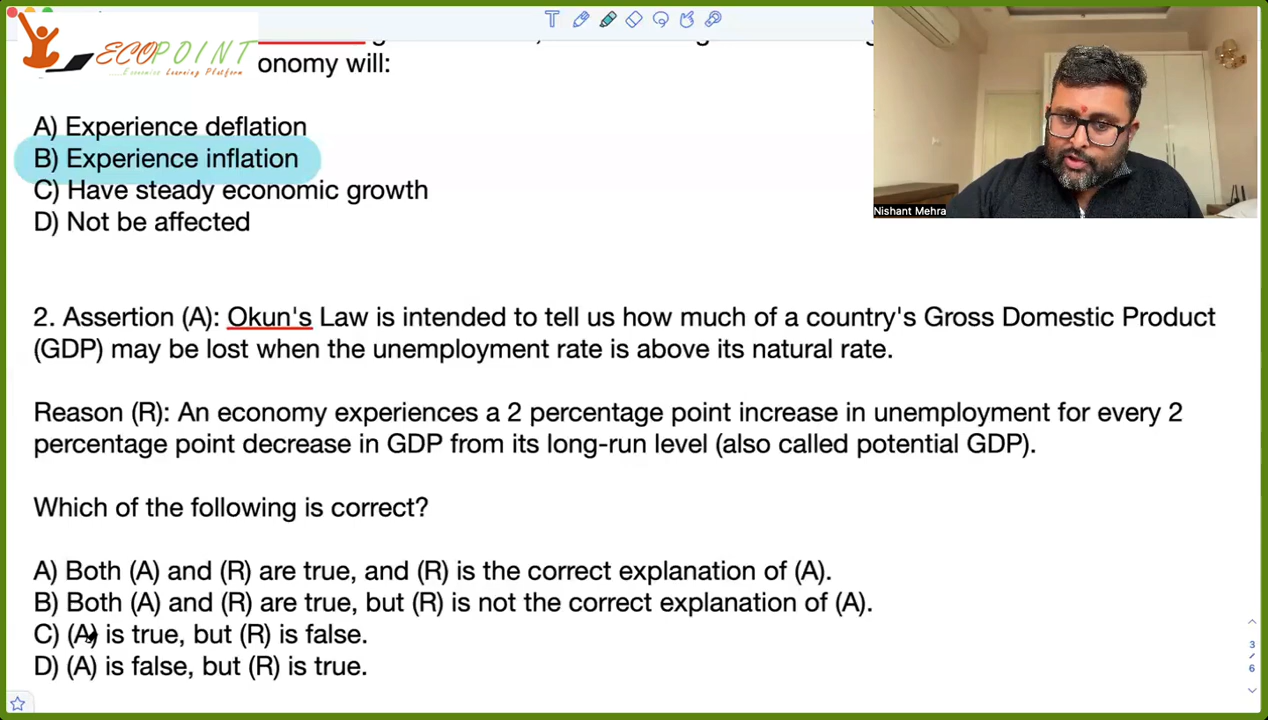 ECOPOINT
Economics Learning Platform
onomy will:
A) Experience deflation
B) Experience inflation
C) Have steady economic growth
D) Not be affected
Nishant Mehra
2. Assertion (A): Okun's Law is intended to tell us how much of a country's Gross Domestic Product
(GDP) may be lost when the unemployment rate is above its natural rate.
Reason (R): An economy experiences a 2 percentage point increase in unemployment for every 2
percentage point decrease in GDP from its long-run level (also called potential GDP).
Which of the following is correct?
A) Both (A) and (R) are true, and (R) is the correct explanation of (A).
B) Both (A) and (R) are true, but (R) is not the correct explanation of (A).
C) (A) is true, but (R) is false.
D) (A) is false, but (R) is true.
3
/
6